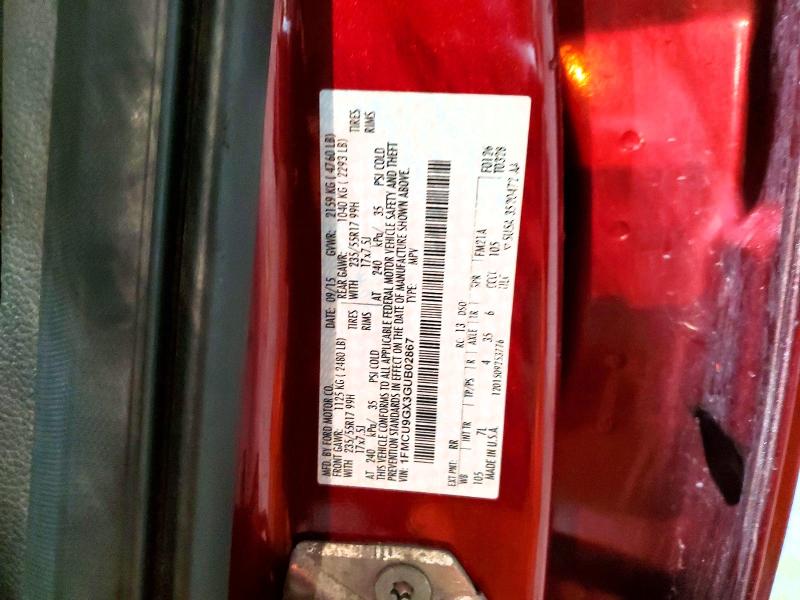 MFD. BY FORD MOTOR CO. DATE: 09/15 GVWR: 2159 KG ( 4760 LB)
FRONT GAWR: 1125 KG ( 2480 LB) REAR GAWR: 1040 KG ( 2293 LB)
WITH 235/55R17 99H TIRES WITH 235/55R17 99H TIRES
17x7.5J RIMS 17x7.5J RIMS
AT 240 kPa/ 35 PSI COLD AT 240 kPa/ 35 PSI COLD
THIS VEHICLE CONFORMS TO ALL APPLICABLE FEDERAL MOTOR VEHICLE SAFETY AND THEFT
PREVENTION STANDARDS IN EFFECT ON THE DATE OF MANUFACTURE SHOWN ABOVE.
VIN: 1FMCU9GX3GUB02867 TYPE: MPV
EXT PNT: RR RC: 13 DSO: F0126
WB INT TR TP/PS R AXLE TR SPR FM21A T0328
105 7L 4 35 6 CCCC 105
MADE IN U.S.A. 1201509253776